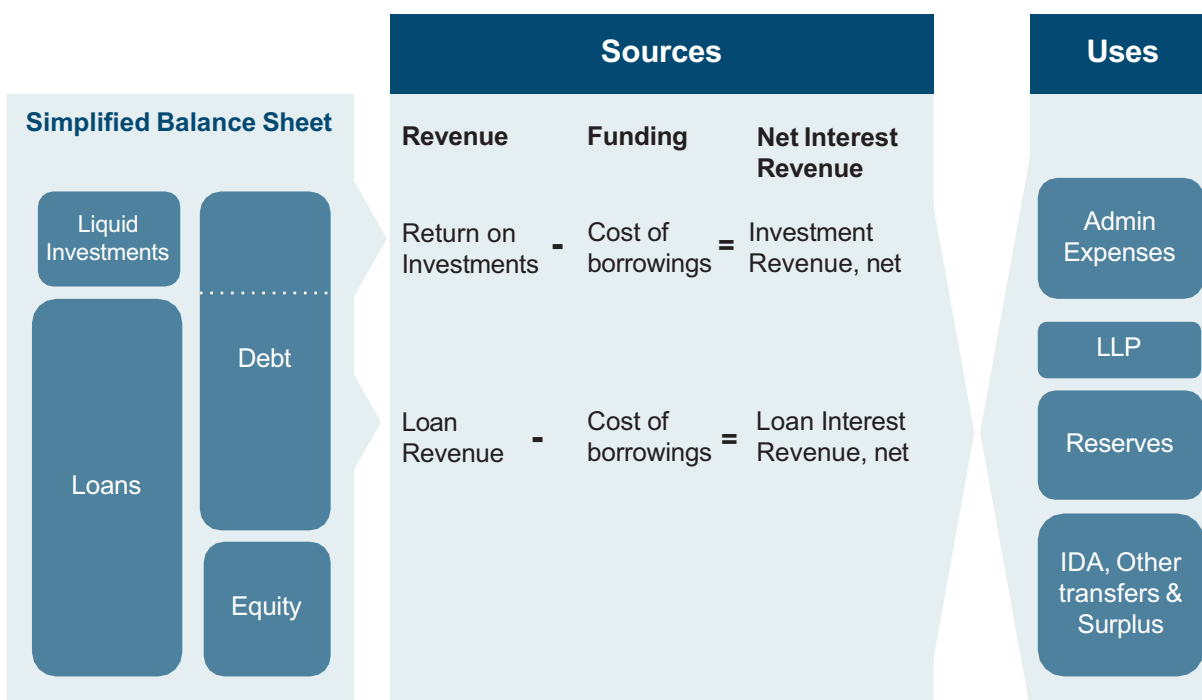 Sources
Uses
Simplified Balance Sheet
Liquid
Investments
Debt
Loans
Equity
Revenue
Funding
Net Interest
Revenue
Return on
Investments
-
Cost of
borrowings
=
Investment
Revenue, net
Loan
Revenue
-
Cost of
borrowings
=
Loan Interest
Revenue, net
Admin
Expenses
LLP
Reserves
IDA, Other
transfers &
Surplus